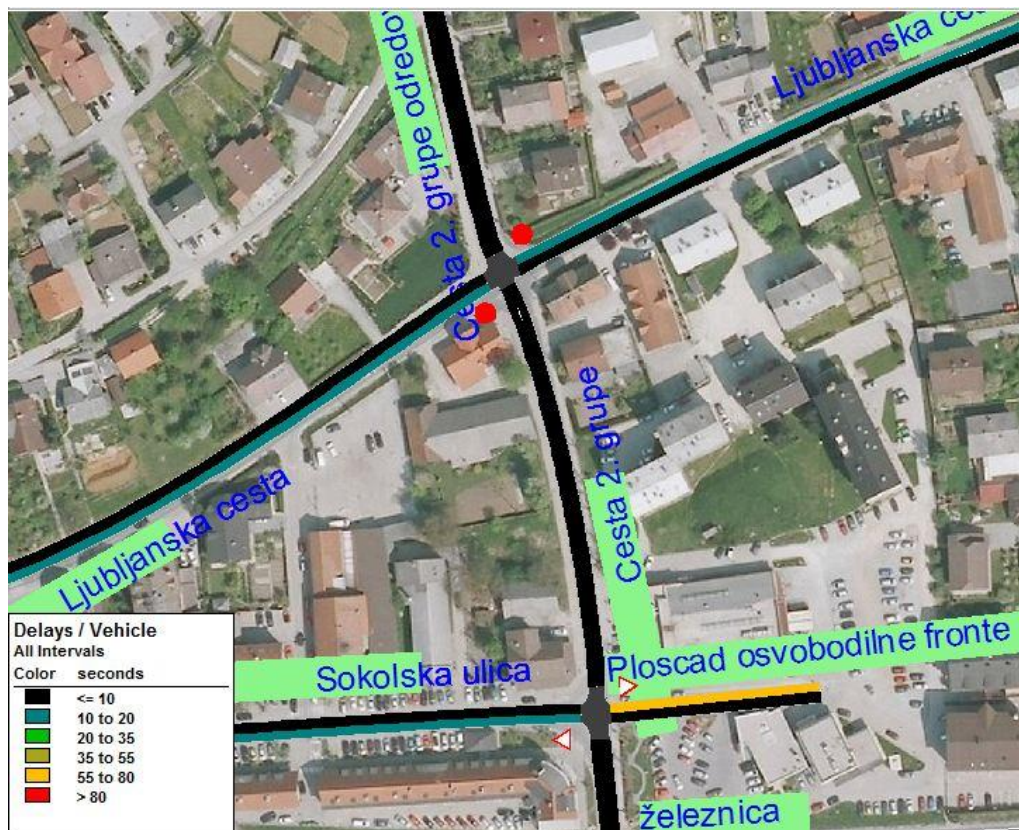 Cesta 2., grupe odredov
Ljubljanska cesta
Cesta 2.. grupe
Ljubljanska cesta
Sokolska ulica
Ploscad osvobodilne fronte
železnica
Delays / Vehicle
All Intervals
Color seconds
<= 10
10 to 20
20 to 35
35 to 55
55 to 80
> 80